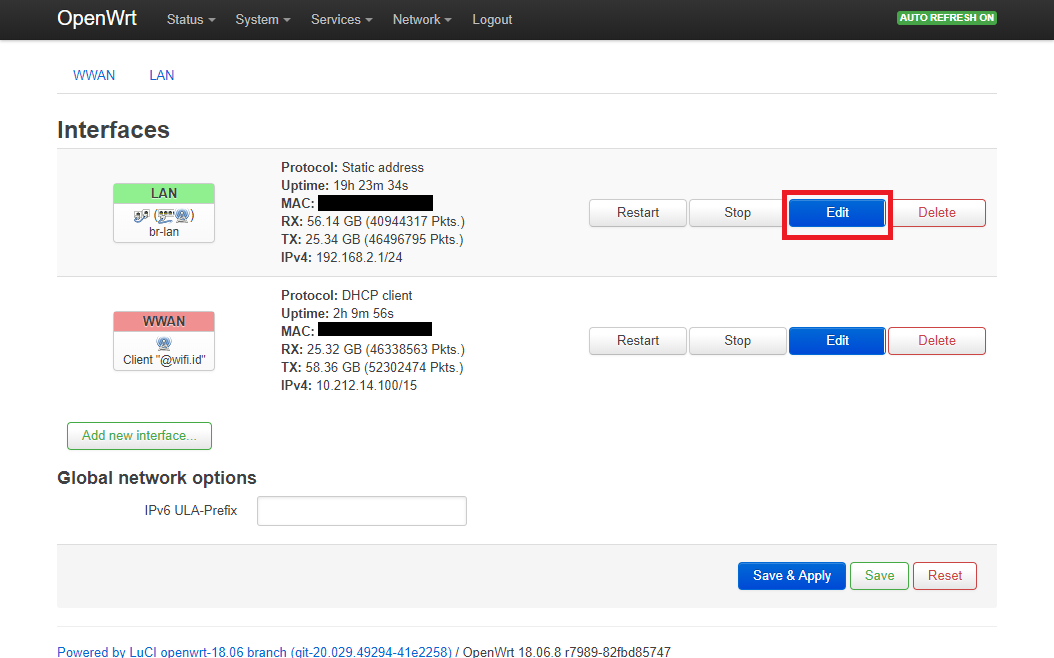 OpenWrt Status System Services Network Logout AUTO REFRESH ON
WWAN LAN
Interfaces
LAN
br-lan
Protocol: Static address
Uptime: 19h 23m 34s
MAC:
RX: 56.14 GB (40944317 Pkts.)
TX: 25.34 GB (46496795 Pkts.)
IPv4: 192.168.2.1/24
Restart Stop Edit Delete
WWAN
Client "@wifi.id"
Protocol: DHCP client
Uptime: 2h 9m 56s
MAC:
RX: 25.32 GB (46338563 Pkts.)
TX: 58.36 GB (52302474 Pkts.)
IPv4: 10.212.14.100/15
Restart Stop Edit Delete
Add new interface...
Global network options
IPv6 ULA-Prefix
Save & Apply Save Reset
Powered by LuCI openwrt-18.06 branch (git-20.029.49294-41e2258) / OpenWrt 18.06.8 r7989-82fbd85747